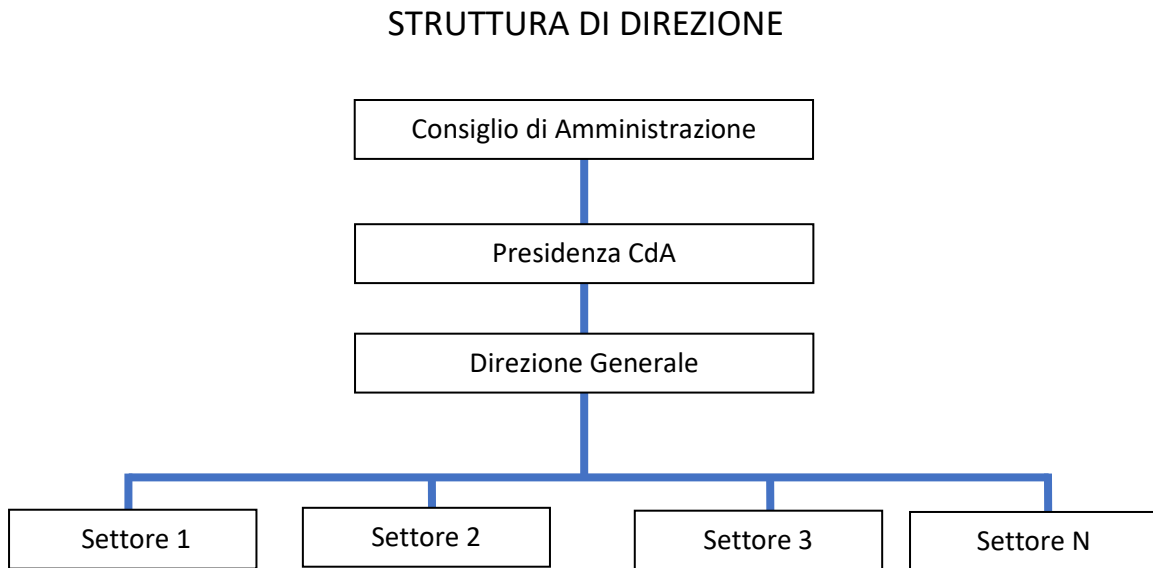 STRUTTURA DI DIREZIONE
Consiglio di Amministrazione
Presidenza CdA
Direzione Generale
Settore 1
Settore 2
Settore 3
Settore N